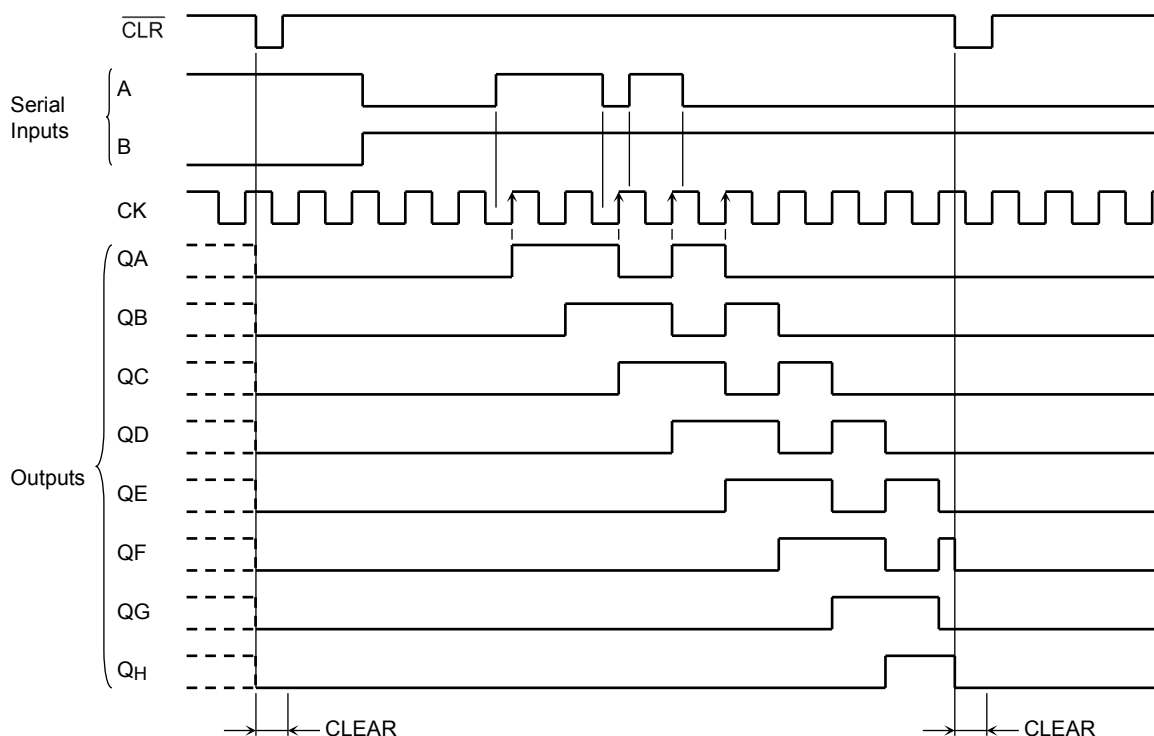 CLR
A
Serial
Inputs
B
CK
QA
QB
QC
QD
Outputs
QE
QF
QG
QH
CLEAR
CLEAR